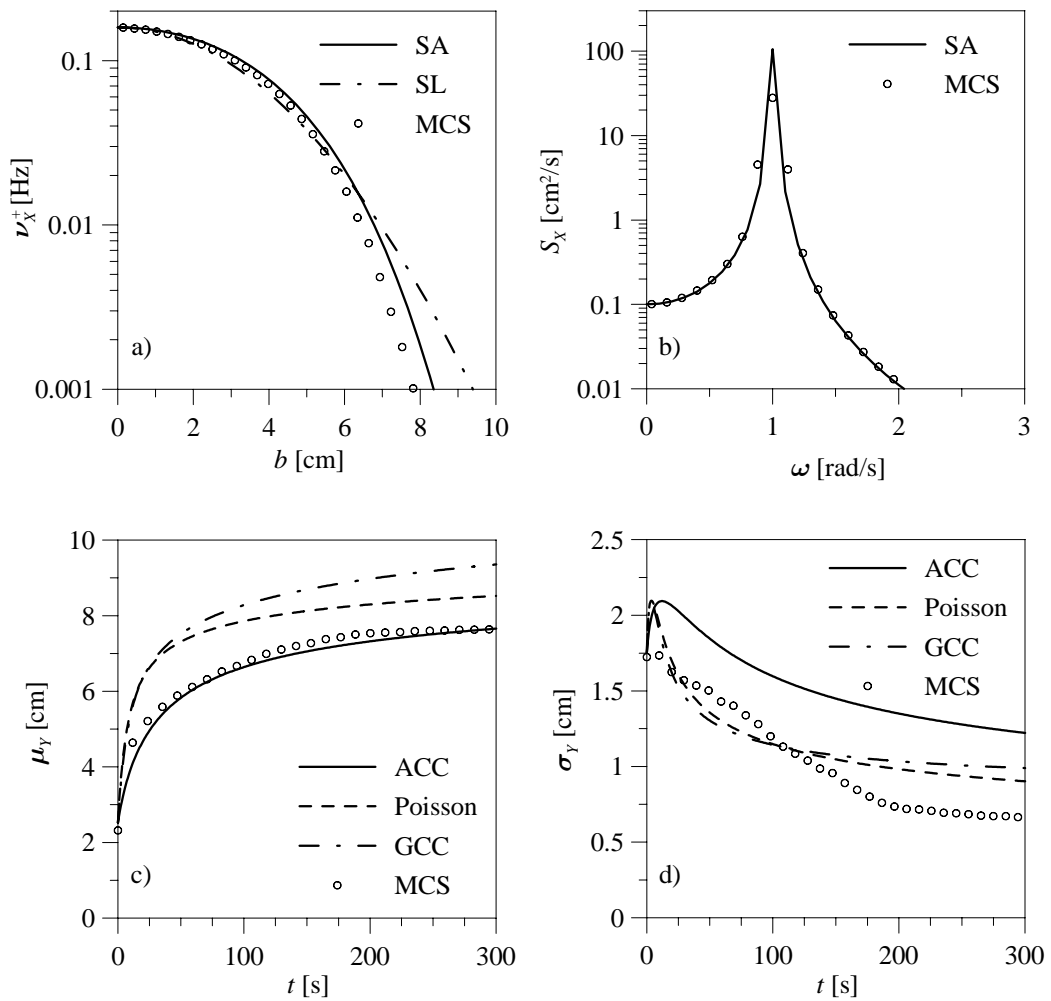 SA
SL
MCS
0.1
0.01
0.001
ν_X^+ [Hz]
a)
0 2 4 6 8 10
b [cm]
SA
MCS
100
10
1
0.1
0.01
S_X [cm²/s]
b)
0 1 2 3
ω [rad/s]
10
8
6
4
2
0
μ_Y [cm]
ACC
Poisson
GCC
MCS
c)
0 100 200 300
t [s]
2.5
2
1.5
1
0.5
0
σ_Y [cm]
ACC
Poisson
GCC
MCS
d)
0 100 200 300
t [s]